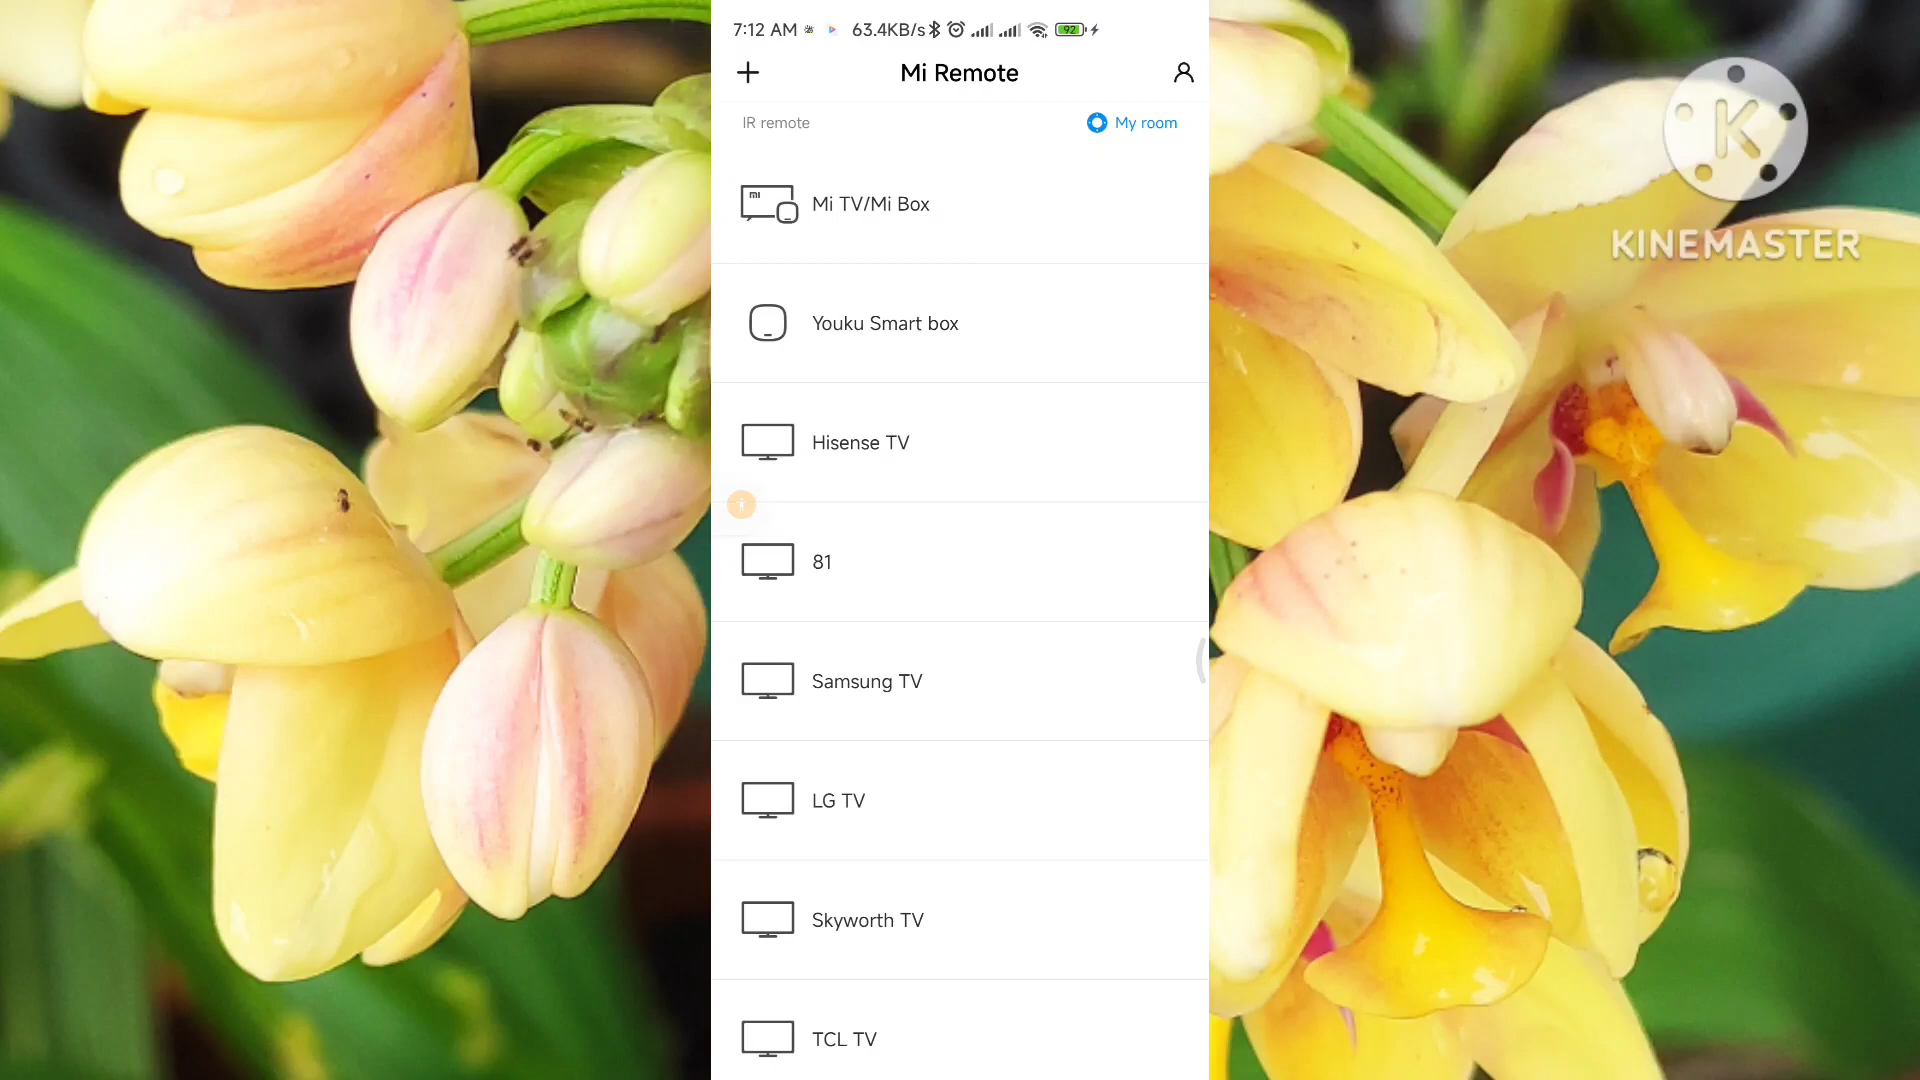 7:12 AM 63.4KB/s 92
Mi Remote
IR remote My room
mi Mi TV/Mi Box
Youku Smart box
Hisense TV
81
Samsung TV
LG TV
Skyworth TV
TCL TV
K
KINEMASTER